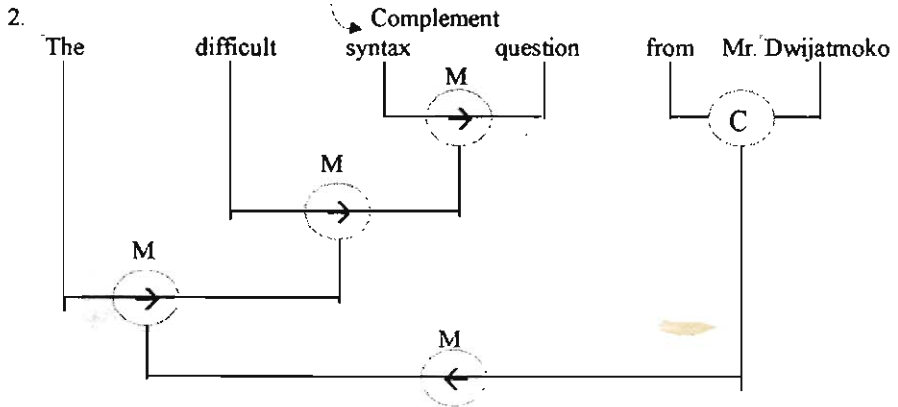 2.
Complement
The difficult syntax question from Mr. Dwijatmoko
M
C
M
M
M